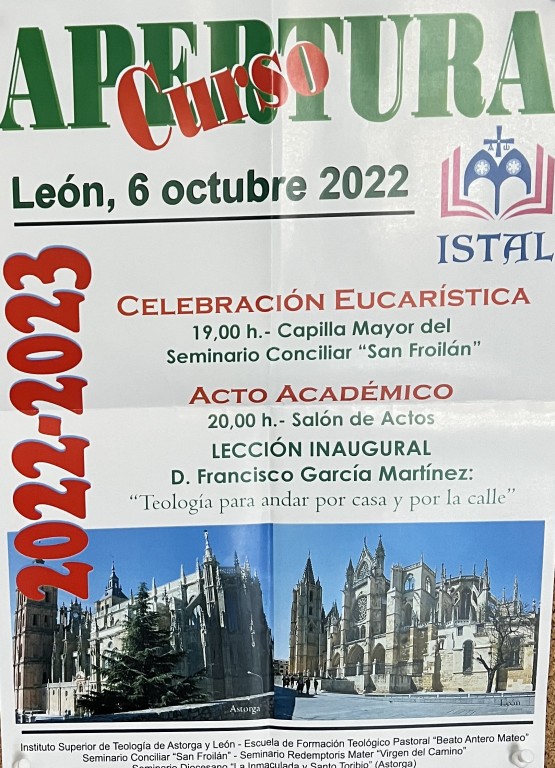 APERTURA
Curso
León, 6 octubre 2022
ISTAL
2022-2023
CELEBRACIÓN EUCARÍSTICA
19,00 h.- Capilla Mayor del
Seminario Conciliar “San Froilán”
ACTO ACADÉMICO
20,00 h.- Salón de Actos
LECCIÓN INAUGURAL
D. Francisco García Martínez:
“Teología para andar por casa y por la calle”
Astorga
León
Instituto Superior de Teología de Astorga y León - Escuela de Formación Teológico Pastoral “Beato Antero Mateo”
Seminario Conciliar “San Froilán” - Seminario Redemptoris Mater “Virgen del Camino”
Seminario Diocesano “La Inmaculada y Santo Toribio” (Astorga)